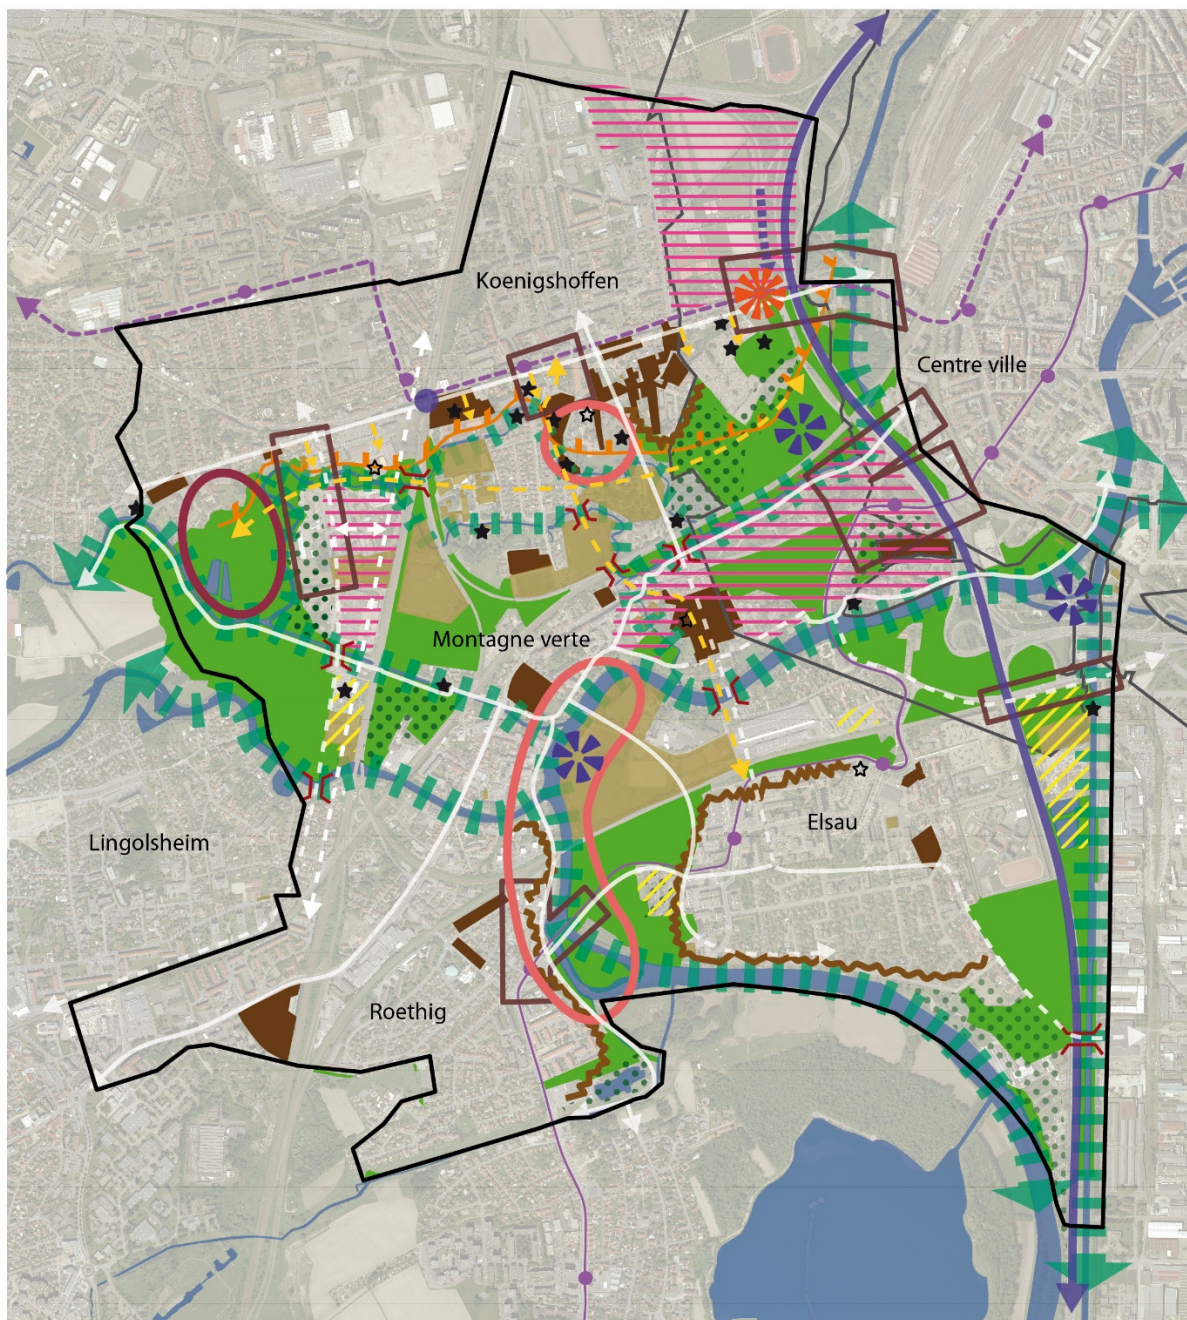 Koenigshoffen
Centre ville
Montagne verte
Elsau
Lingolsheim
Roethig